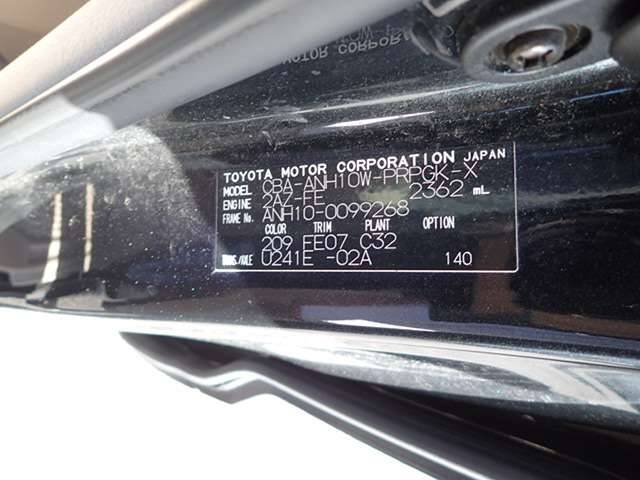 TOYOTA MOTOR CORPORATION JAPAN
MODEL CBA-ANH10W-PRPGK-X
ENGINE 2AZ-FE 2362 mL
FRAME No. ANH10-0099268
COLOR TRIM PLANT OPTION
209 FE07 C32
TRANS./AXLE U241E -02A 140